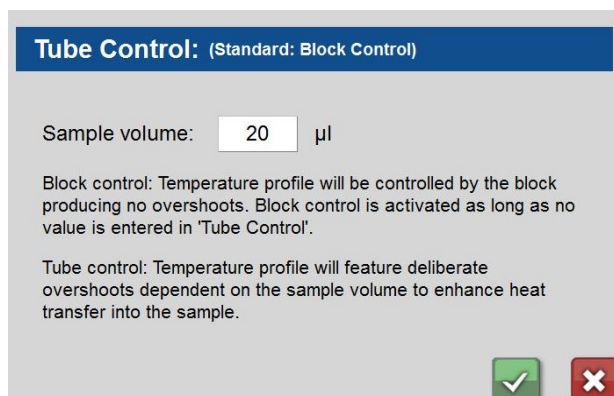 Tube Control: (Standard: Block Control)
Sample volume: 20 µl
Block control: Temperature profile will be controlled by the block
producing no overshoots. Block control is activated as long as no
value is entered in 'Tube Control'.
Tube control: Temperature profile will feature deliberate
overshoots dependent on the sample volume to enhance heat
transfer into the sample.